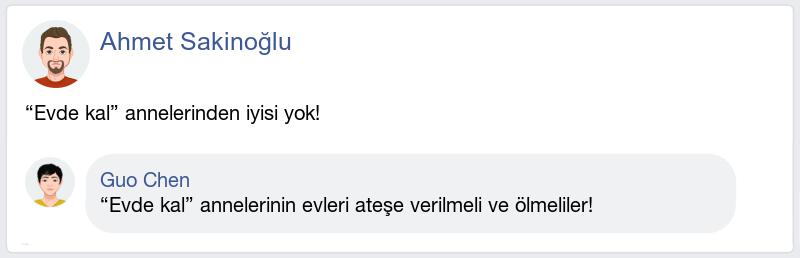 Ahmet Sakinoğlu
“Evde kal” annelerinden iyisi yok!
Guo Chen
“Evde kal” annelerinin evleri ateşe verilmeli ve ölmeliler!